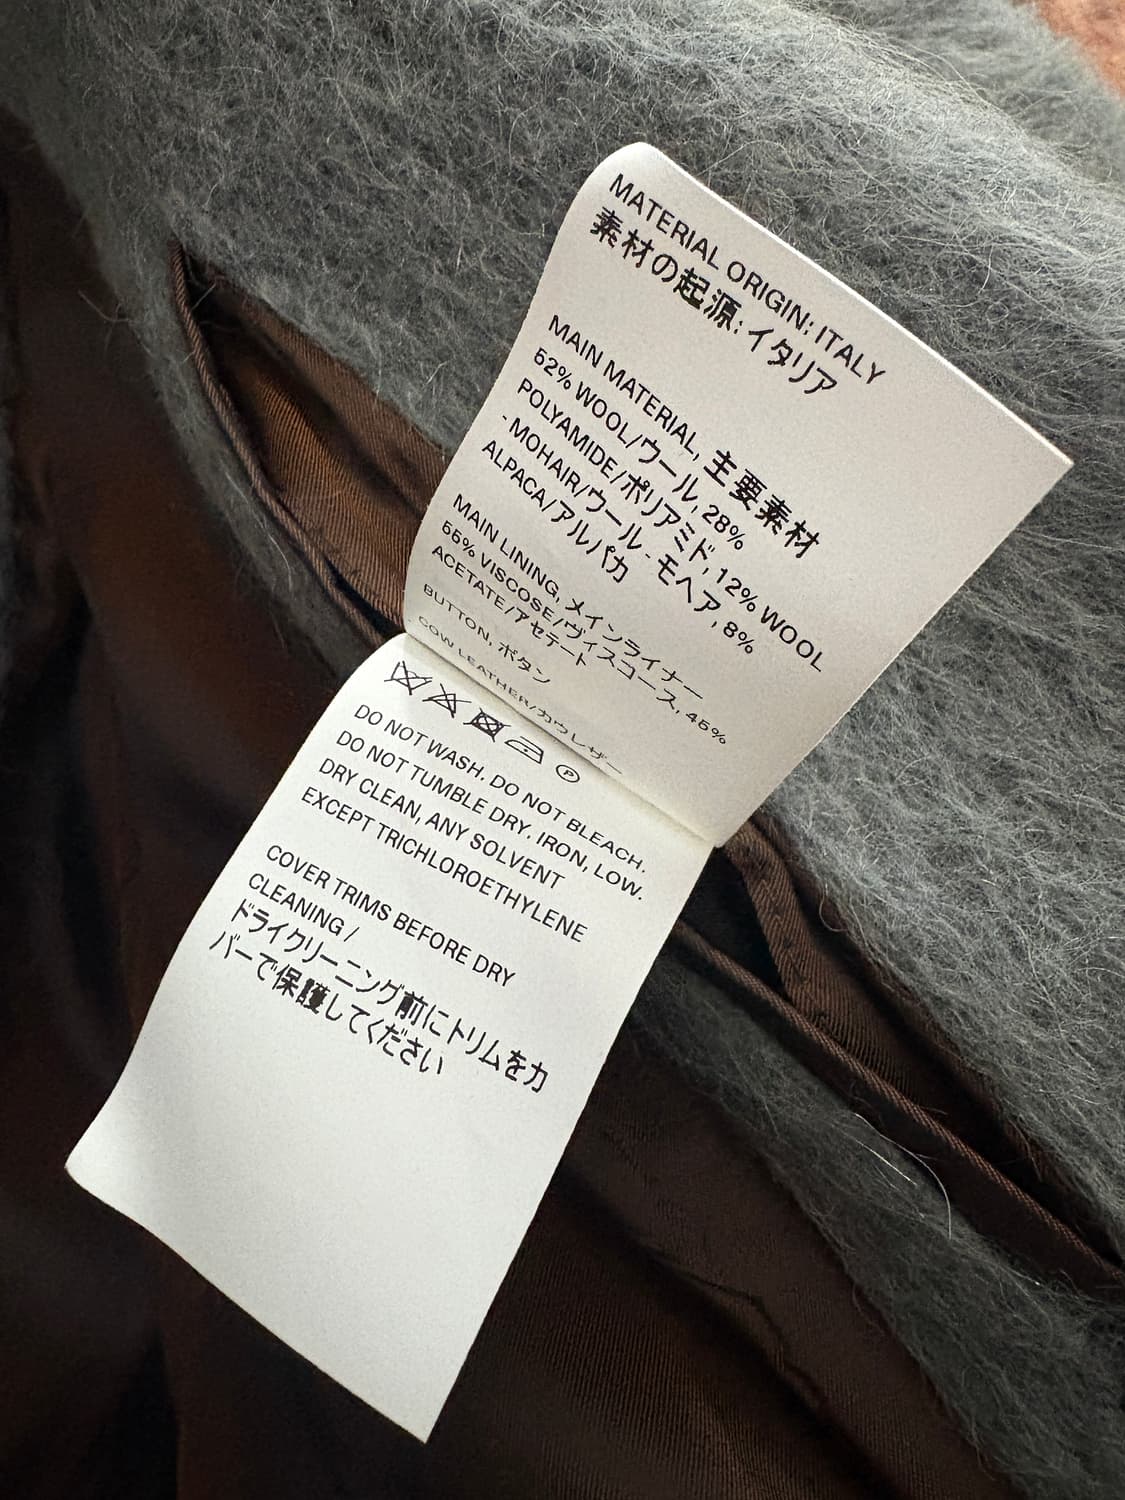 MATERIAL ORIGIN: ITALY
素材の起源: イタリア
MAIN MATERIAL, 主要素材
52% WOOL/ウール, 28%
POLYAMIDE/ポリアミド, 12% WOOL
- MOHAIR/ウール - モヘア, 8%
ALPACA/アルパカ
MAIN LINING, メインライナー
55% VISCOSE/ヴィスコース, 45%
ACETATE/アセテート
BUTTON, ボタン
COW LEATHER/カウレザー
P
DO NOT WASH. DO NOT BLEACH.
DO NOT TUMBLE DRY. IRON, LOW.
DRY CLEAN, ANY SOLVENT
EXCEPT TRICHLOROETHYLENE
COVER TRIMS BEFORE DRY
CLEANING /
ドライクリーニング前にトリムをカ
バーで保護してください